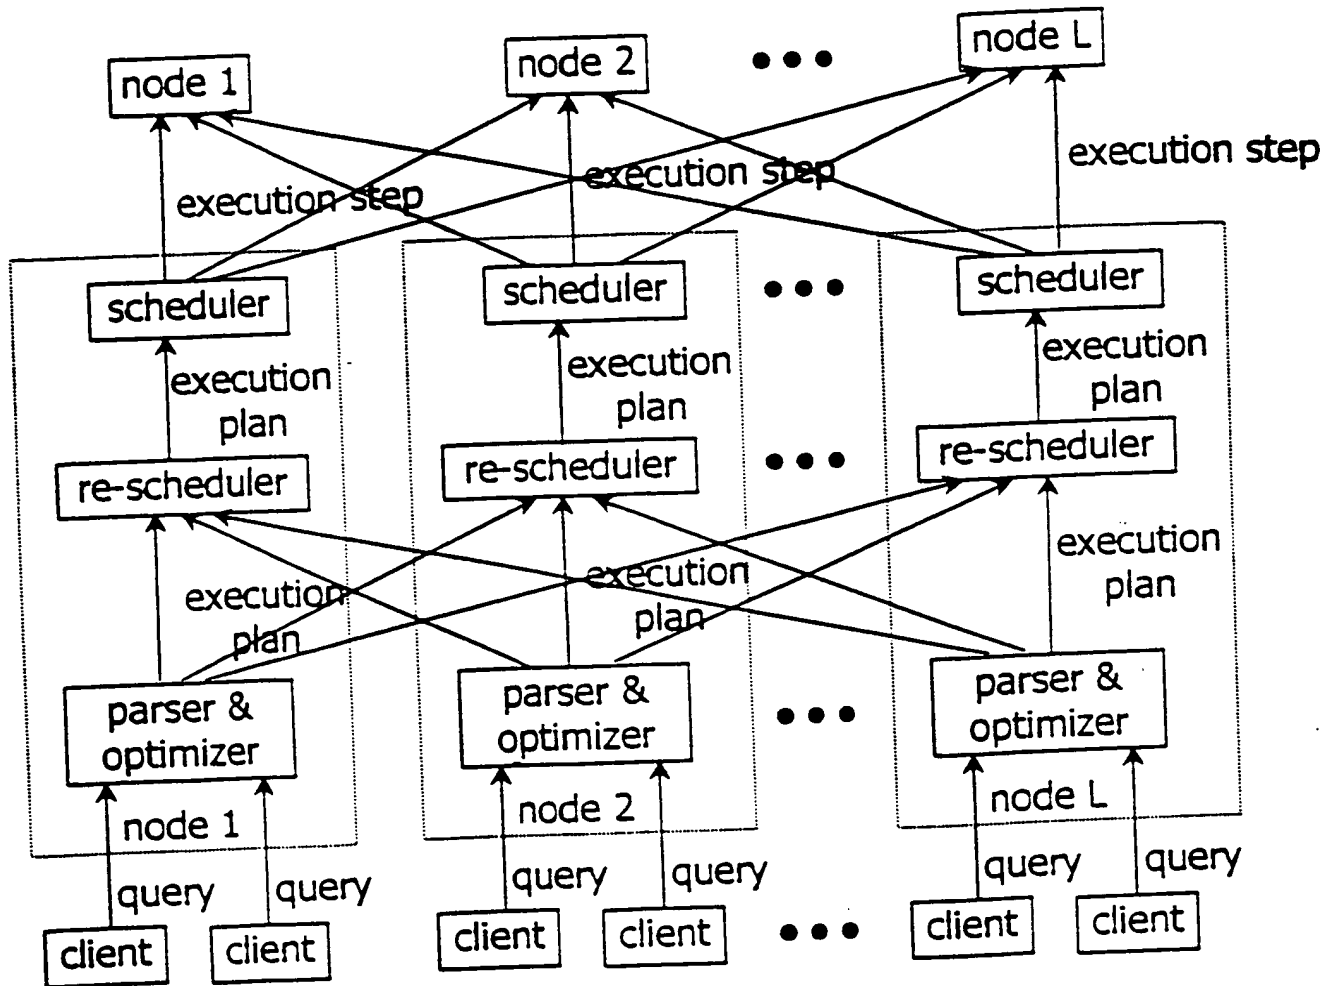 node 1
node 2
node L
execution step
execution step
execution step
scheduler
scheduler
scheduler
execution
plan
execution
plan
execution
plan
re-scheduler
re-scheduler
re-scheduler
execution
plan
execution
plan
execution
plan
parser &
optimizer
parser &
optimizer
parser &
optimizer
node 1
node 2
node L
query
query
query
query
query
query
client
client
client
client
client
client